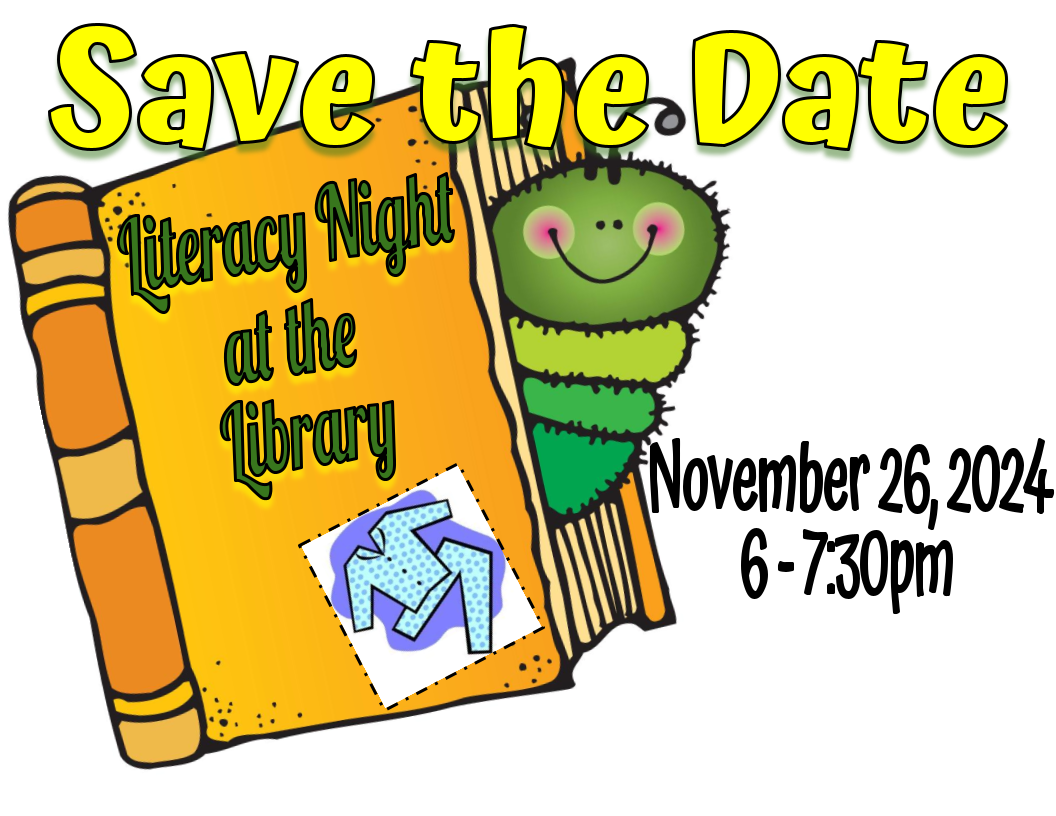 Save the Date
Literacy Night
at the
Library
November 26, 2024
6 - 7:30pm